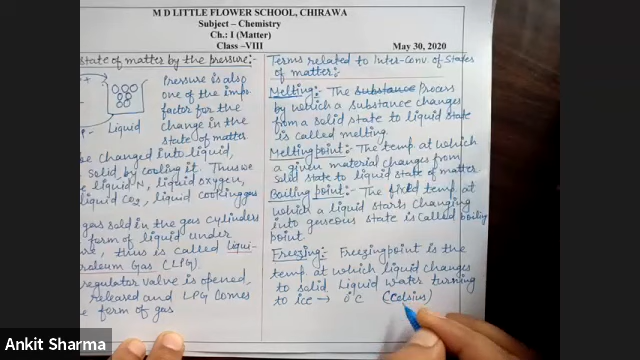 M D LITTLE FLOWER SCHOOL, CHIRAWA
Subject – Chemistry
Ch.: I (Matter)
Class –VIII
May 30, 2020
state of matter by the pressure:-
Pressure is also
one of the impo.
factor for the
change in the
state of matter.
Liquid
be changed into liquid,
solid by cooling it. Thus we
liquid N, liquid oxygen,
liquid CO2, liquid cooking gas
gas sold in the gas cylinders
form of liquid under
thus is called Liqui-
roleum Gas (LPG).
regulator valve is opened,
released and LPG comes
e form of gas
Terms related to Inter-Conv. of States
of matter:-
Melting:- The substance Process
by which a substance changes
from a solid state to liquid state
is called melting.
Melting point:- The temp at which
a given material changes from
solid state to liquid state of matter
Boiling point:- The fixed temp. at
which a liquid starts changing
into gaseous state is called boiling
point.
Freezing:- Freezing point is the
temp at which liquid changes
to solid Liquid water turning
to ice → 0°C (Celsius)
Ankit Sharma